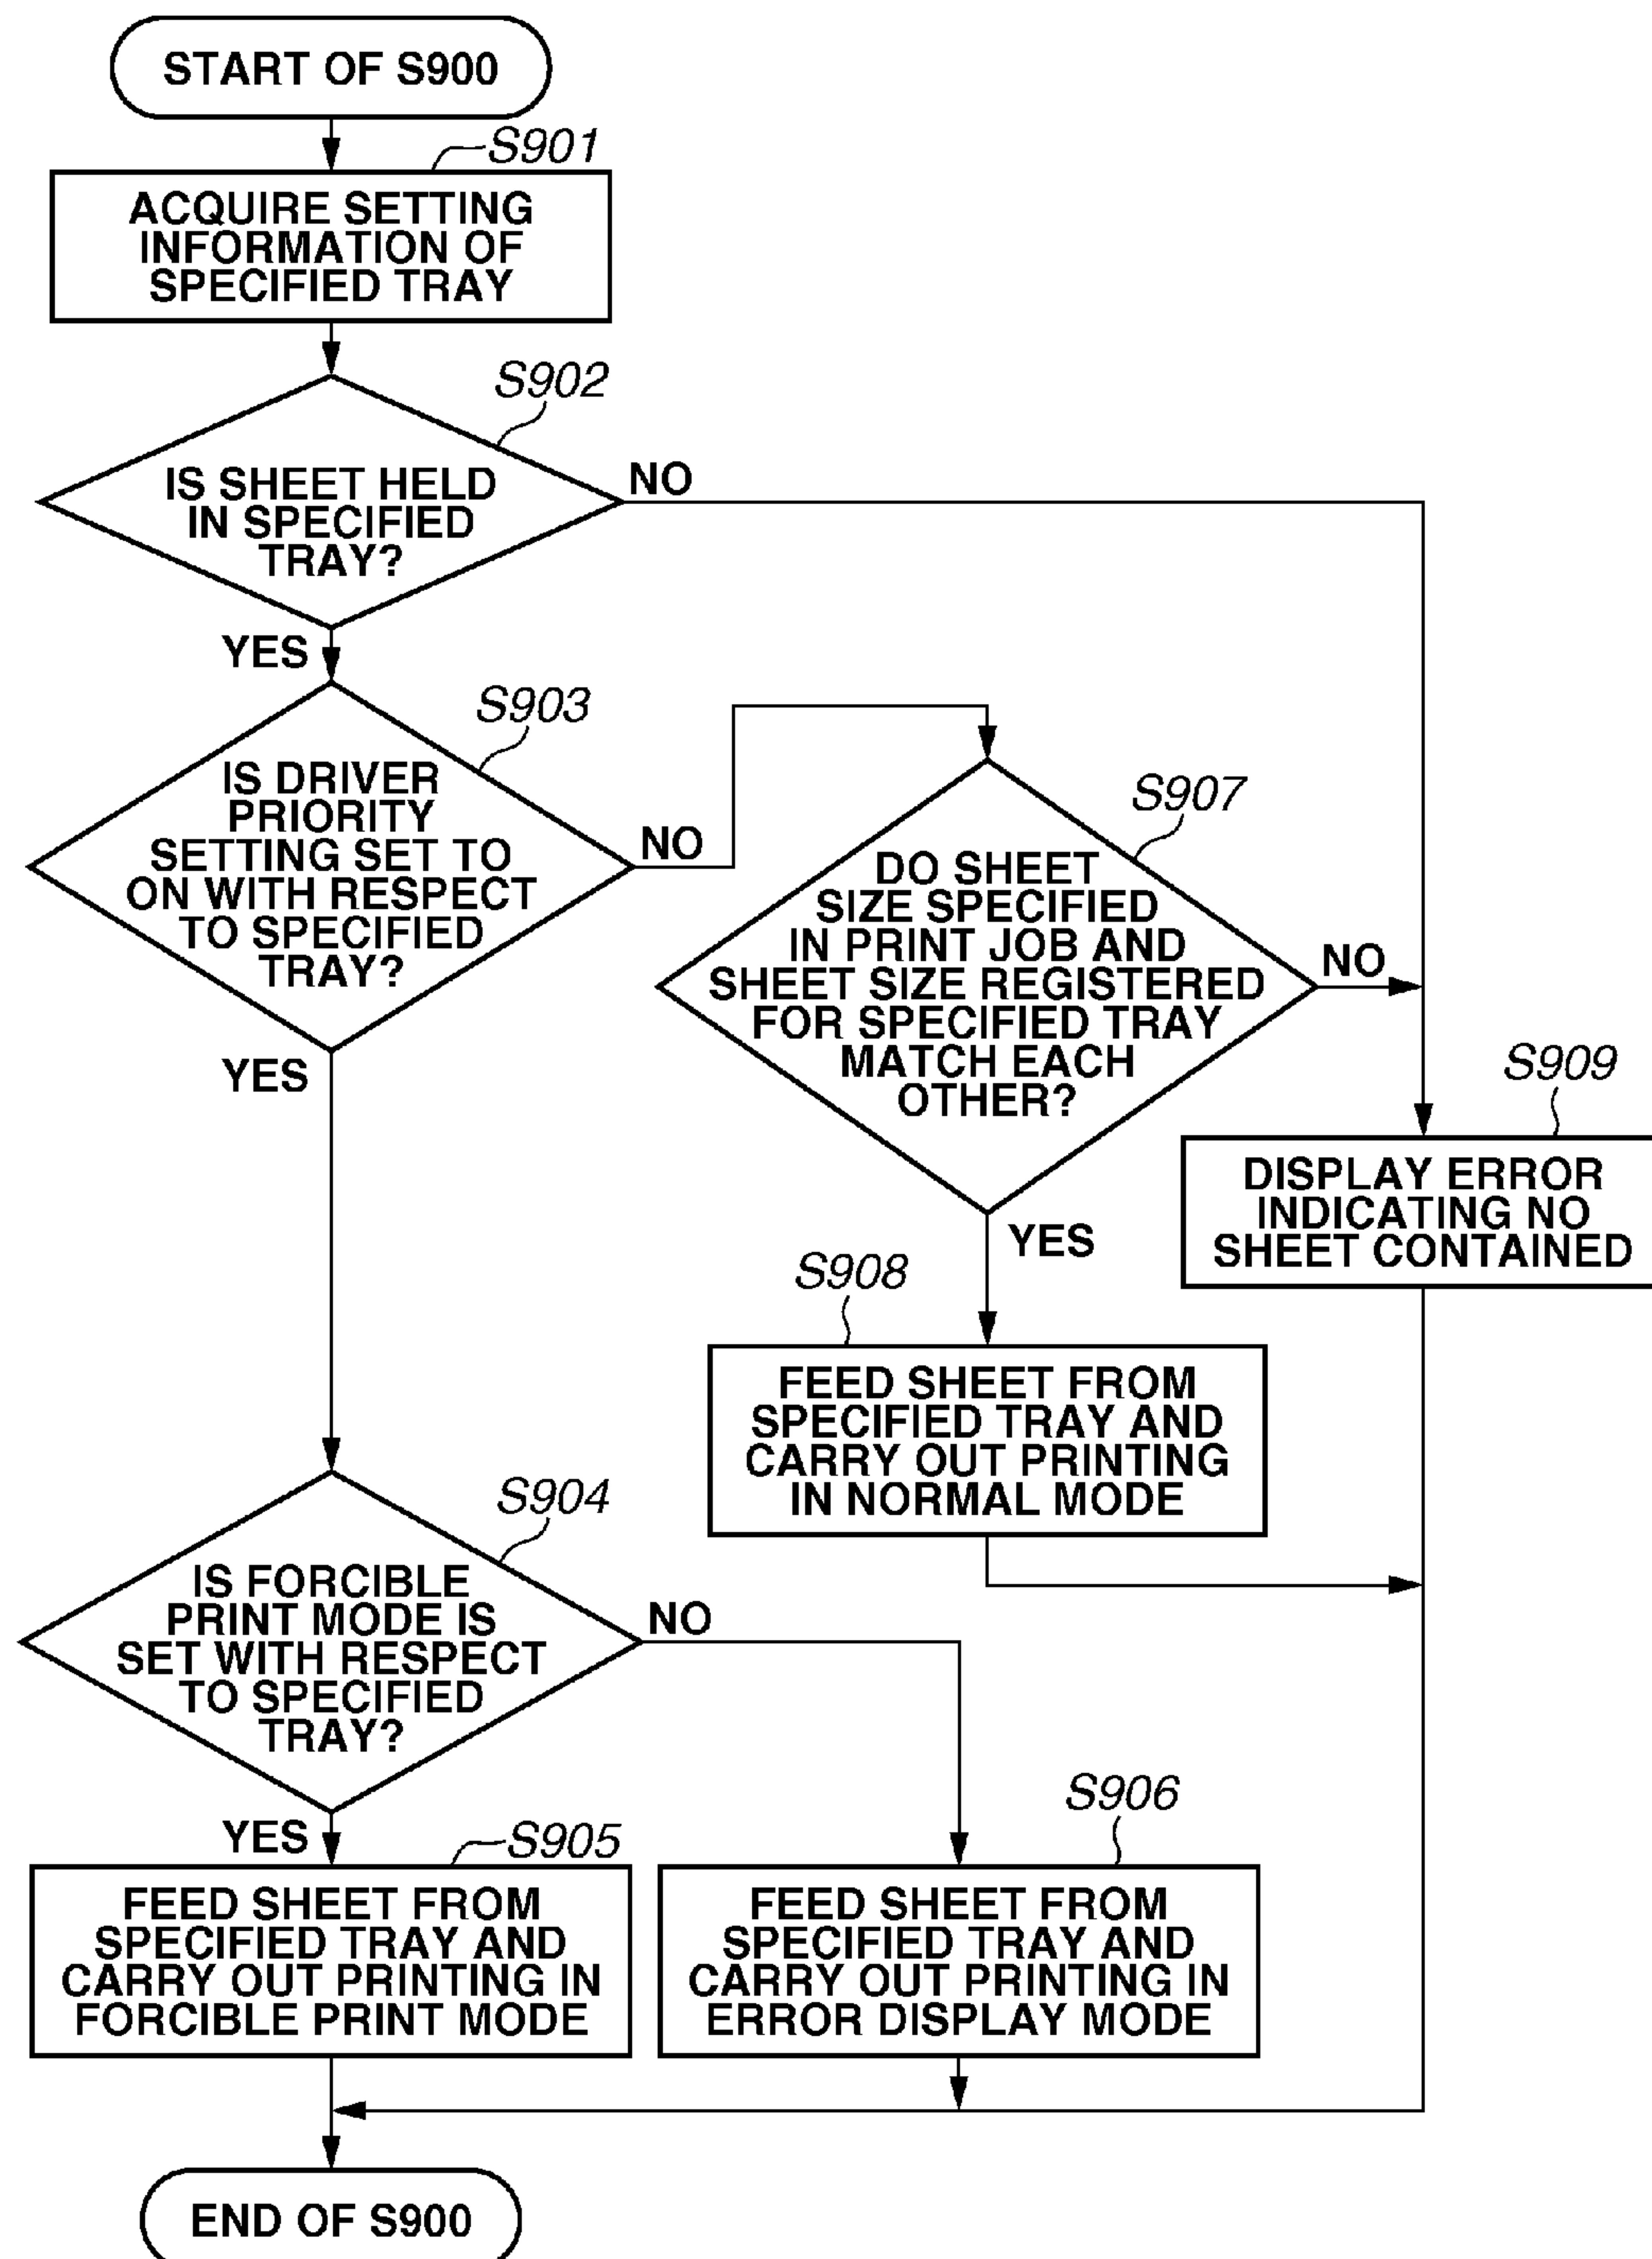 START OF S900
S901
ACQUIRE SETTING
INFORMATION OF
SPECIFIED TRAY
S902
IS SHEET HELD
IN SPECIFIED
TRAY?
NO
YES
S903
IS DRIVER
PRIORITY
SETTING SET TO
ON WITH RESPECT
TO SPECIFIED
TRAY?
NO
YES
S907
DO SHEET
SIZE SPECIFIED
IN PRINT JOB AND
SHEET SIZE REGISTERED
FOR SPECIFIED TRAY
MATCH EACH
OTHER?
NO
YES
S909
DISPLAY ERROR
INDICATING NO
SHEET CONTAINED
S908
FEED SHEET FROM
SPECIFIED TRAY AND
CARRY OUT PRINTING
IN NORMAL MODE
S904
IS FORCIBLE
PRINT MODE IS
SET WITH RESPECT
TO SPECIFIED
TRAY?
NO
YES
S905
FEED SHEET FROM
SPECIFIED TRAY AND
CARRY OUT PRINTING IN
FORCIBLE PRINT MODE
S906
FEED SHEET FROM
SPECIFIED TRAY AND
CARRY OUT PRINTING IN
ERROR DISPLAY MODE
END OF S900